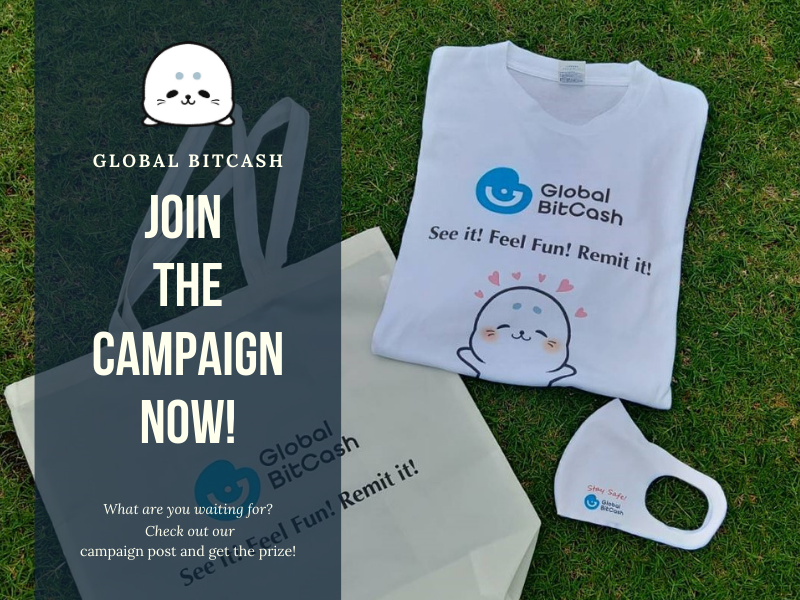 GLOBAL BITCASH
JOIN
THE
CAMPAIGN
NOW!
What are you waiting for?
Check out our
campaign post and get the prize!
Global
BitCash
See it! Feel Fun! Remit it!
Global
BitCash
See it! Feel Fun! Remit it!
Stay Safe!
Global
BitCash